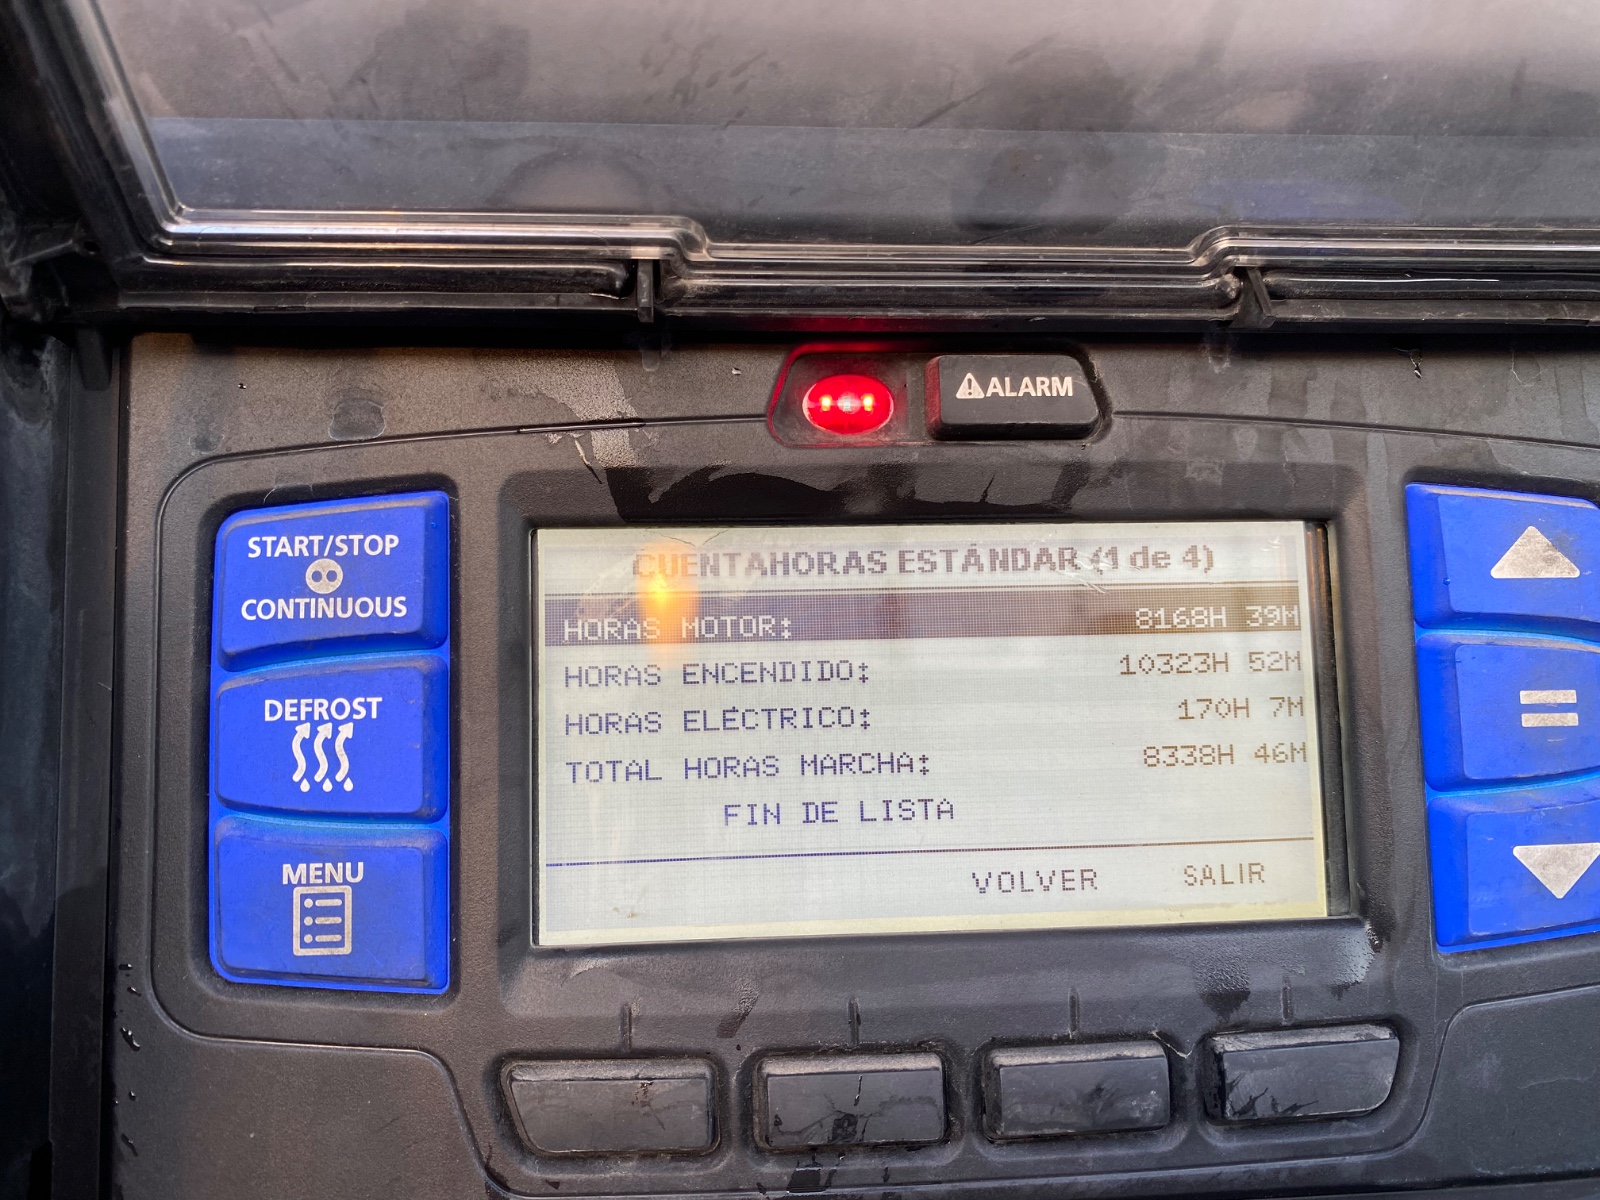 ALARM
START/STOP
CONTINUOUS
DEFROST
MENU
CUENTAHORAS ESTÁNDAR (1 de 4)
HORAS MOTOR: 8168H 39M
HORAS ENCENDIDO: 10323H 52M
HORAS ELÉCTRICO: 170H 7M
TOTAL HORAS MARCHA: 8338H 46M
FIN DE LISTA
VOLVER SALIR